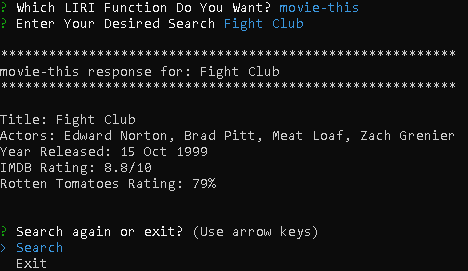 ? Which LIRI Function Do You Want? movie-this
? Enter Your Desired Search Fight Club
*********************************************************
movie-this response for: Fight Club
*********************************************************
Title: Fight Club
Actors: Edward Norton, Brad Pitt, Meat Loaf, Zach Grenier
Year Released: 15 Oct 1999
IMDB Rating: 8.8/10
Rotten Tomatoes Rating: 79%
? Search again or exit? (Use arrow keys)
> Search
Exit